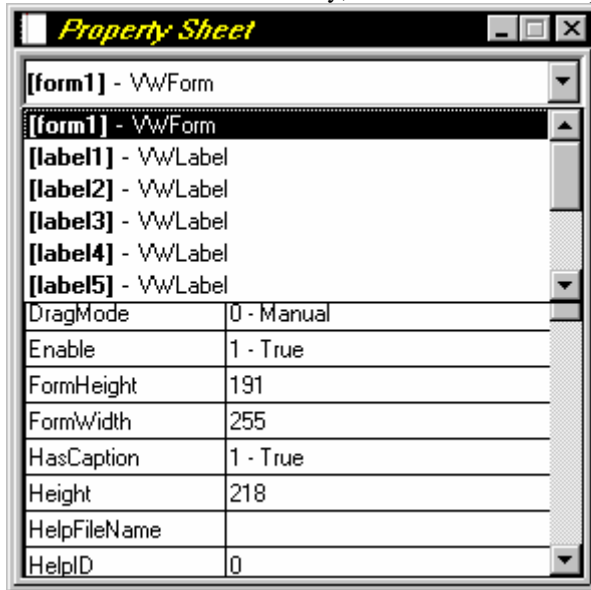 Property Sheet
[form1] - VWForm
[form1] - VWForm
[label1] - VWLabel
[label2] - VWLabel
[label3] - VWLabel
[label4] - VWLabel
[label5] - VWLabel
DragMode 0 - Manual
Enable 1 - True
FormHeight 191
FormWidth 255
HasCaption 1 - True
Height 218
HelpFileName
HelpID 0